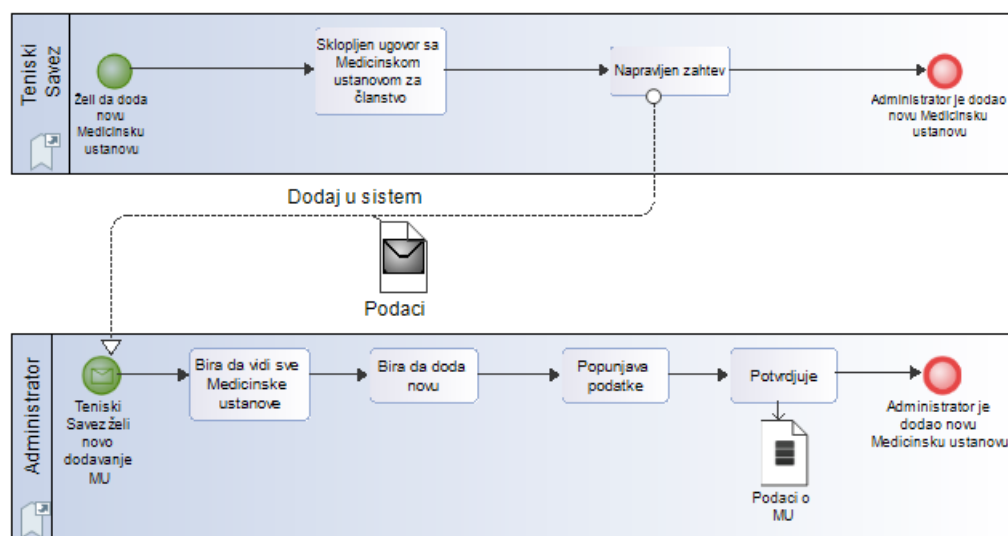 Teniski
Savez
Želi da doda
novu
Medicinsku
ustanovu
Sklopljen ugovor sa
Medicinskom
ustanovom za
članstvo
Napravljen zahtev
Administrator je dodao
novu Medicinsku
ustanovu
Dodaj u sistem
Podaci
Administrator
Teniski
Savez želi
novo
dodavanje
MU
Bira da vidi sve
Medicinske
ustanove
Bira da doda
novu
Popunjava
podatke
Potvrdjuje
Podaci o
MU
Administrator je
dodao novu
Medicinsku ustanovu